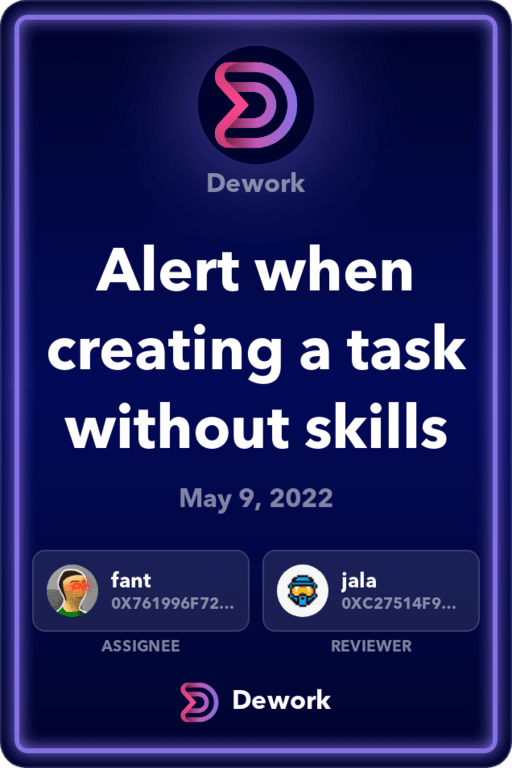 Dework
Alert when
creating a task
without skills
May 9, 2022
fant
0X761996F72...
jala
0XC27514F9...
ASSIGNEE
REVIEWER
Dework